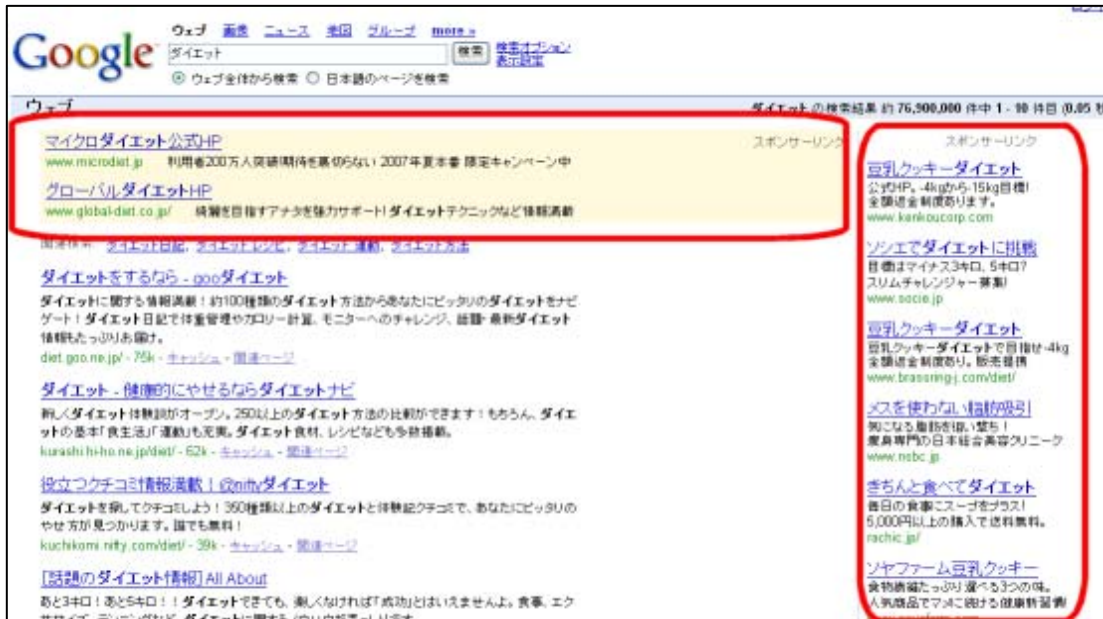 Google
ウェブ 画像 ニュース 地図 グループ more »
ダイエット 検索 検索オプション
表示設定
ウェブ全体から検索 日本語のページを検索
ウェブ
ダイエット の検索結果 約 76,900,000 件中 1 - 10 件目 (0.05 秒
マイクロダイエット公式HP
スポンサーリンク
www.microdiet.jp 利用者200万人突破!期待を裏切らない 2007年夏本番 限定キャンペーン中
グローバルダイエットHP
www.global-diet.co.jp/ 綺麗を目指すアナタを強力サポート! ダイエットテクニックなど情報満載
関連検索: ダイエット日記, ダイエット レシピ, ダイエット 運動, ダイエット方法
ダイエットをするなら - gooダイエット
ダイエットに関する情報満載！約100種類のダイエット方法からあなたにピッタリのダイエットをナビ
ゲート！ダイエット日記で体重管理やカロリー計算、モニターへのチャレンジ、話題・最新ダイエット
情報もたっぷりお届け。
diet.goo.ne.jp/ - 75k - キャッシュ - 関連ページ
ダイエット - 健康的にやせるならダイエットナビ
新しくダイエット体験談がオープン。250以上のダイエット方法の比較ができます！もちろん、ダイエ
ットの基本「食生活」「運動」も充実。ダイエット食材、レシピなども多数掲載。
kurashi.hi-ho.ne.jp/diet/ - 62k - キャッシュ - 関連ページ
役立つクチコミ情報満載！@niftyダイエット
ダイエットを探してクチコミしよう！350種類以上のダイエットと体験記クチコミで、あなたにピッタリの
やせ方が見つかります。誰でも無料！
kuchikomi.nifty.com/diet/ - 39k - キャッシュ - 関連ページ
[話題のダイエット情報] All About
あと3キロ！あと5キロ！！ダイエットできても、楽しくなければ「成功」とはいえませんよ。食事、エク
スポンサーリンク
豆乳クッキーダイエット
公式HP。-4kgから-15kg目標!
全額返金制度あります。
www.kenkoucorp.com
ソシエでダイエットに挑戦
目標はマイナス3キロ、5キロ?
スリムチャレンジャー募集!
www.socie.jp
豆乳クッキーダイエット
豆乳クッキーダイエットで目指せ-4kg
全額返金制度あり。販売提携
www.brassring-j.com/diet/
メスを使わない脂肪吸引
気になる脂肪を狙い撃ち！
痩身専門の日本総合美容クリニーク
www.nsbc.jp
きちんと食べてダイエット
毎日の食事にスープをプラス!
5,000円以上の購入で送料無料。
rachic.jp/
ソヤファーム豆乳クッキー
食物繊維たっぷり選べる3つの味。